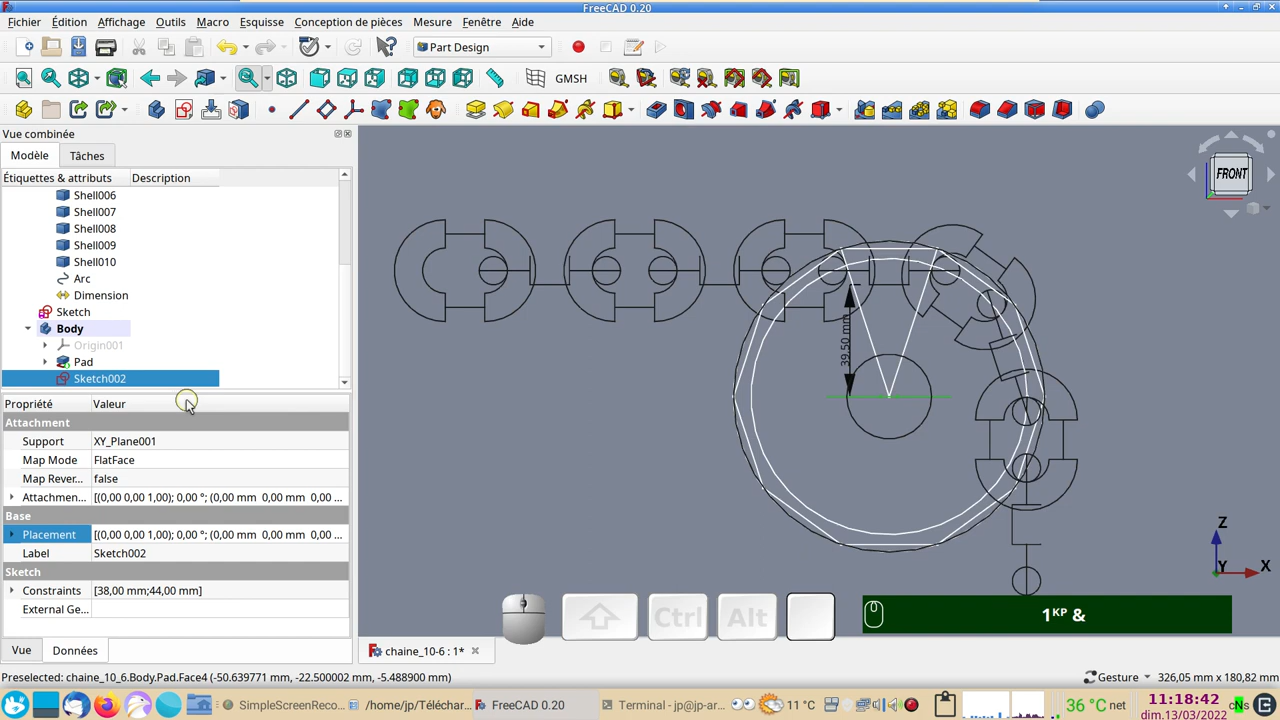 FreeCAD 0.20
Fichier Édition Affichage Outils Macro Esquisse Conception de pièces Mesure Fenêtre Aide
Part Design
GMSH
Vue combinée
Modèle Tâches
Étiquettes & attributs Description
Shell006
Shell007
Shell008
Shell009
Shell010
Arc
Dimension
Sketch
Body
Origin001
Pad
Sketch002
Propriété Valeur
Attachment
Support XY_Plane001
Map Mode FlatFace
Map Rever... false
Attachmen... [(0,00 0,00 1,00); 0,00 °; (0,00 mm 0,00 mm 0,00 ...
Base
Placement [(0,00 0,00 1,00); 0,00 °; (0,00 mm 0,00 mm 0,00 ...
Label Sketch002
Sketch
Constraints [38,00 mm;44,00 mm]
External Ge...
Vue Données
FRONT
39.50 mm
Z
Y X
Ctrl Alt
1KP &
chaine_10-6 : 1*
Preselected: chaine_10_6.Body.Pad.Face4 (-50.639771 mm, -22.500002 mm, -5.488900 mm)
Gesture 326,05 mm x 180,82 mm
SimpleScreenReco... /home/jp/Téléchar... FreeCAD 0.20 Terminal - jp@jp-ar... 11 °C 36 °C net 11:18:42 cNs
dim.13/03/2022